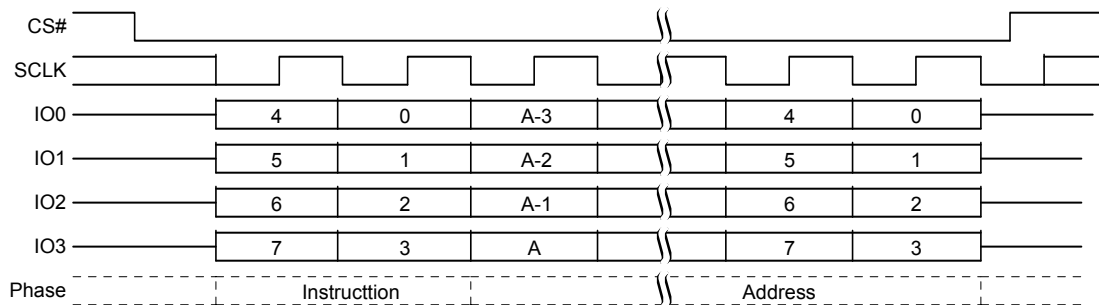 CS#
SCLK
IO0 4 0 A-3 4 0
IO1 5 1 A-2 5 1
IO2 6 2 A-1 6 2
IO3 7 3 A 7 3
Phase Instructtion Address